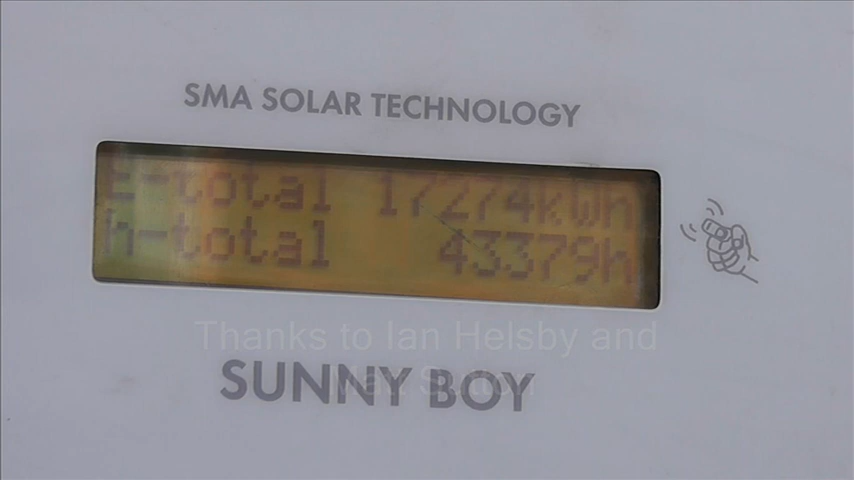 SMA SOLAR TECHNOLOGY
E-total 17274kWh
h-total 43379h
Thanks to Ian Helsby and
SUNNY BOY